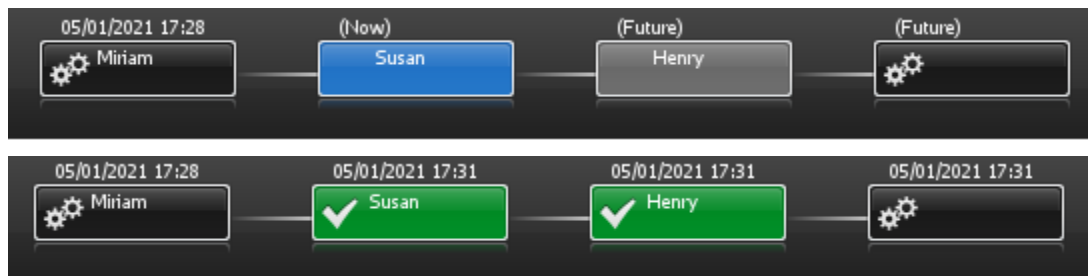 05/01/2021 17:28 (Now) (Future) (Future)
Miriam Susan Henry
05/01/2021 17:28 05/01/2021 17:31 05/01/2021 17:31 05/01/2021 17:31
Miriam Susan Henry